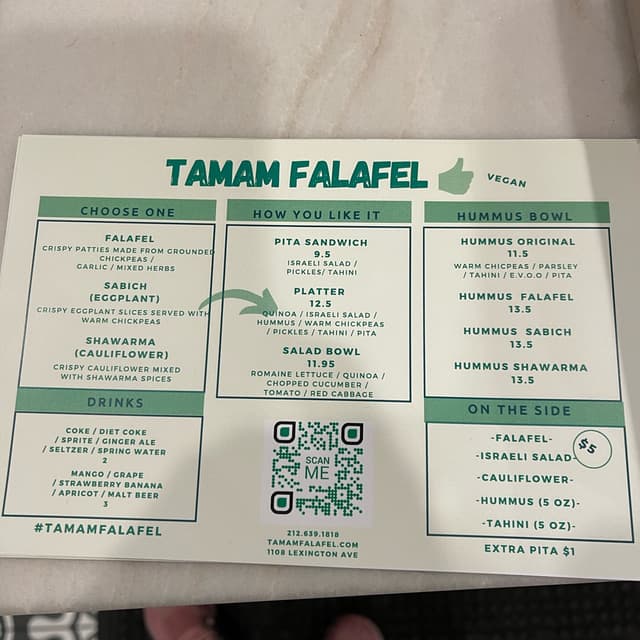 TAMAM FALAFEL
VEGAN
CHOOSE ONE
FALAFEL
CRISPY PATTIES MADE FROM GROUNDED
CHICKPEAS /
GARLIC / MIXED HERBS
SABICH
(EGGPLANT)
CRISPY EGGPLANT SLICES SERVED WITH
WARM CHICKPEAS
SHAWARMA
(CAULIFLOWER)
CRISPY CAULIFLOWER MIXED
WITH SHAWARMA SPICES
DRINKS
COKE / DIET COKE
/ SPRITE / GINGER ALE
/ SELTZER / SPRING WATER
2
MANGO / GRAPE
/ STRAWBERRY BANANA
/ APRICOT / MALT BEER
3
#TAMAMFALAFEL
HOW YOU LIKE IT
PITA SANDWICH
9.5
ISRAELI SALAD /
PICKLES/ TAHINI
PLATTER
12.5
QUINOA / ISRAELI SALAD /
HUMMUS / WARM CHICKPEAS
/ PICKLES / TAHINI / PITA
SALAD BOWL
11.95
ROMAINE LETTUCE / QUINOA /
CHOPPED CUCUMBER /
TOMATO / RED CABBAGE
SCAN
ME
212.639.1818
TAMAMFALAFEL.COM
1108 LEXINGTON AVE
HUMMUS BOWL
HUMMUS ORIGINAL
11.5
WARM CHICPEAS / PARSLEY
/ TAHINI / E.V.O.O / PITA
HUMMUS FALAFEL
13.5
HUMMUS SABICH
13.5
HUMMUS SHAWARMA
13.5
ON THE SIDE
-FALAFEL-
$5
-ISRAELI SALAD-
-CAULIFLOWER-
-HUMMUS (5 OZ)-
-TAHINI (5 OZ)-
EXTRA PITA $1